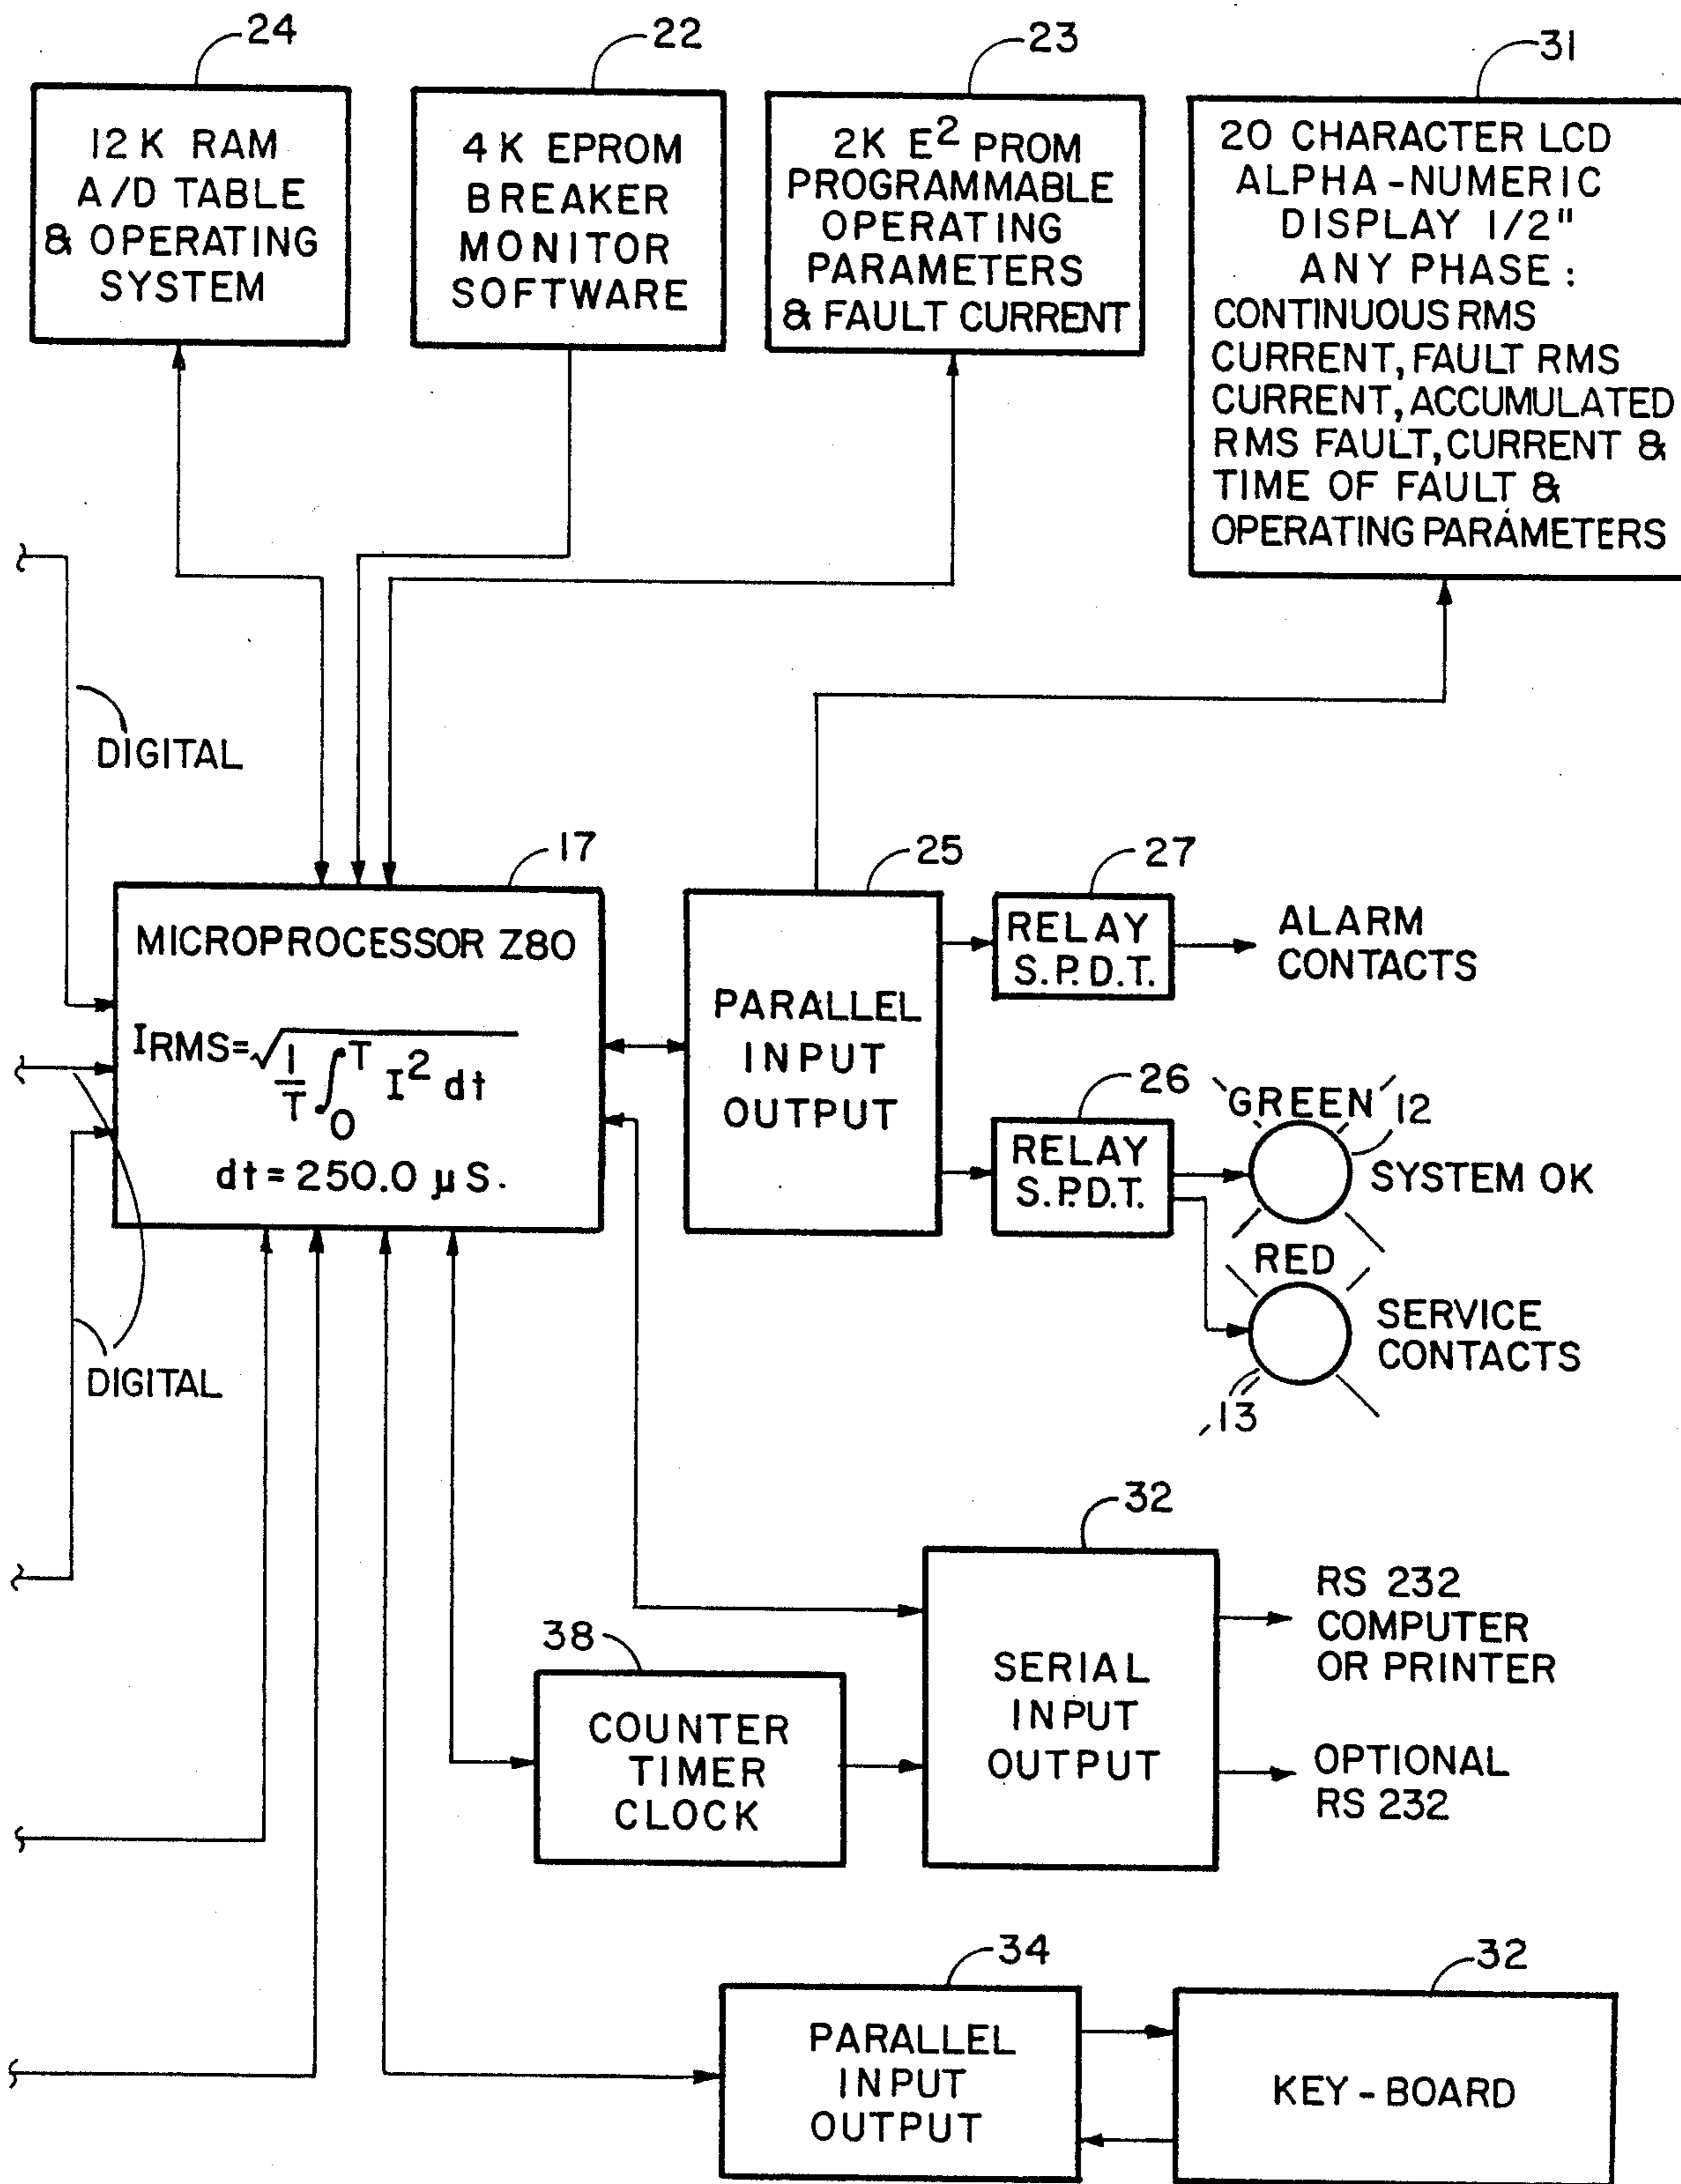 24
22
23
31
12K RAM
A/D TABLE
& OPERATING
SYSTEM
4K EPROM
BREAKER
MONITOR
SOFTWARE
2K E² PROM
PROGRAMMABLE
OPERATING
PARAMETERS
& FAULT CURRENT
20 CHARACTER LCD
ALPHA-NUMERIC
DISPLAY 1/2"
ANY PHASE:
CONTINUOUS RMS
CURRENT, FAULT RMS
CURRENT, ACCUMULATED
RMS FAULT, CURRENT &
TIME OF FAULT &
OPERATING PARAMETERS
DIGITAL
17
MICROPROCESSOR Z80
IRMS=√1/T ∫0^T I² dt
dt = 250.0 µS.
DIGITAL
25
PARALLEL
INPUT
OUTPUT
27
RELAY
S.P.D.T.
ALARM
CONTACTS
26
RELAY
S.P.D.T.
GREEN
12
SYSTEM OK
RED
SERVICE
CONTACTS
13
32
SERIAL
INPUT
OUTPUT
RS 232
COMPUTER
OR PRINTER
OPTIONAL
RS 232
38
COUNTER
TIMER
CLOCK
34
PARALLEL
INPUT
OUTPUT
32
KEY-BOARD